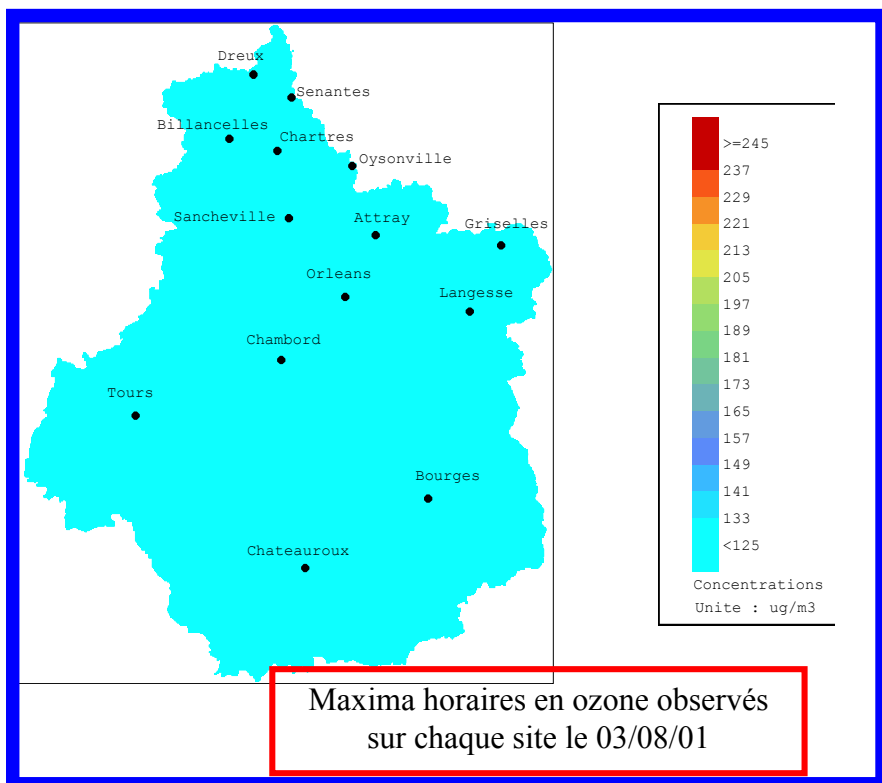 Dreux
Senantes
Billancelles
Chartres
Oysonville
Sancheville
Attray
Griselles
Orleans
Langesse
Chambord
Tours
Bourges
Chateauroux
>=245
237
229
221
213
205
197
189
181
173
165
157
149
141
133
<125
Concentrations
Unite : ug/m3
Maxima horaires en ozone observés
sur chaque site le 03/08/01